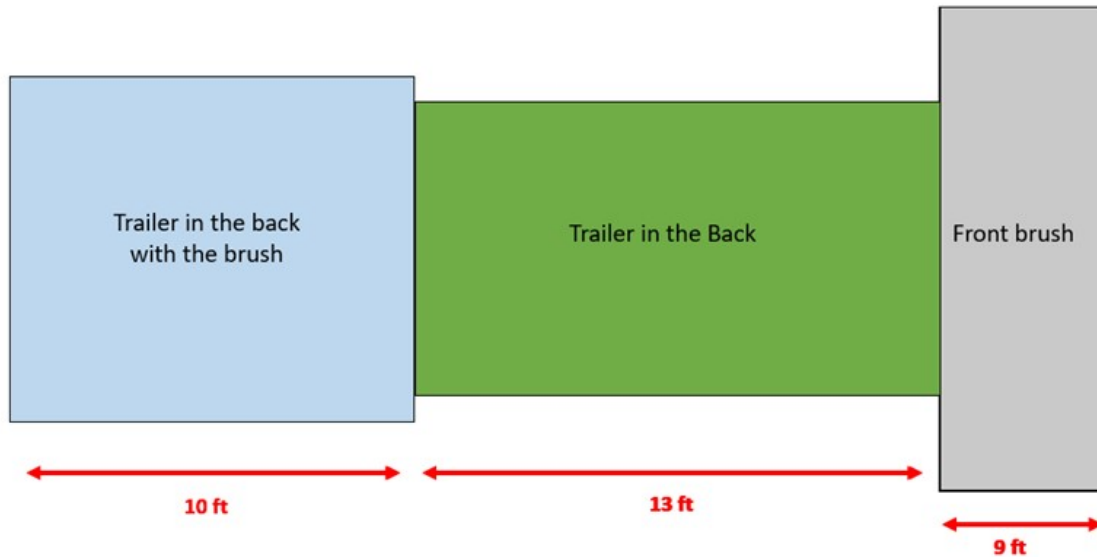 Trailer in the back
with the brush
Trailer in the Back
Front brush
10 ft
13 ft
9 ft